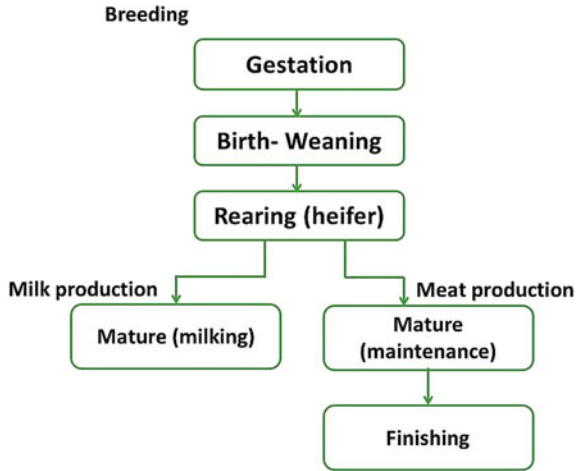 Breeding
Gestation
Birth- Weaning
Rearing (heifer)
Milk production
Meat production
Mature (milking)
Mature
(maintenance)
Finishing